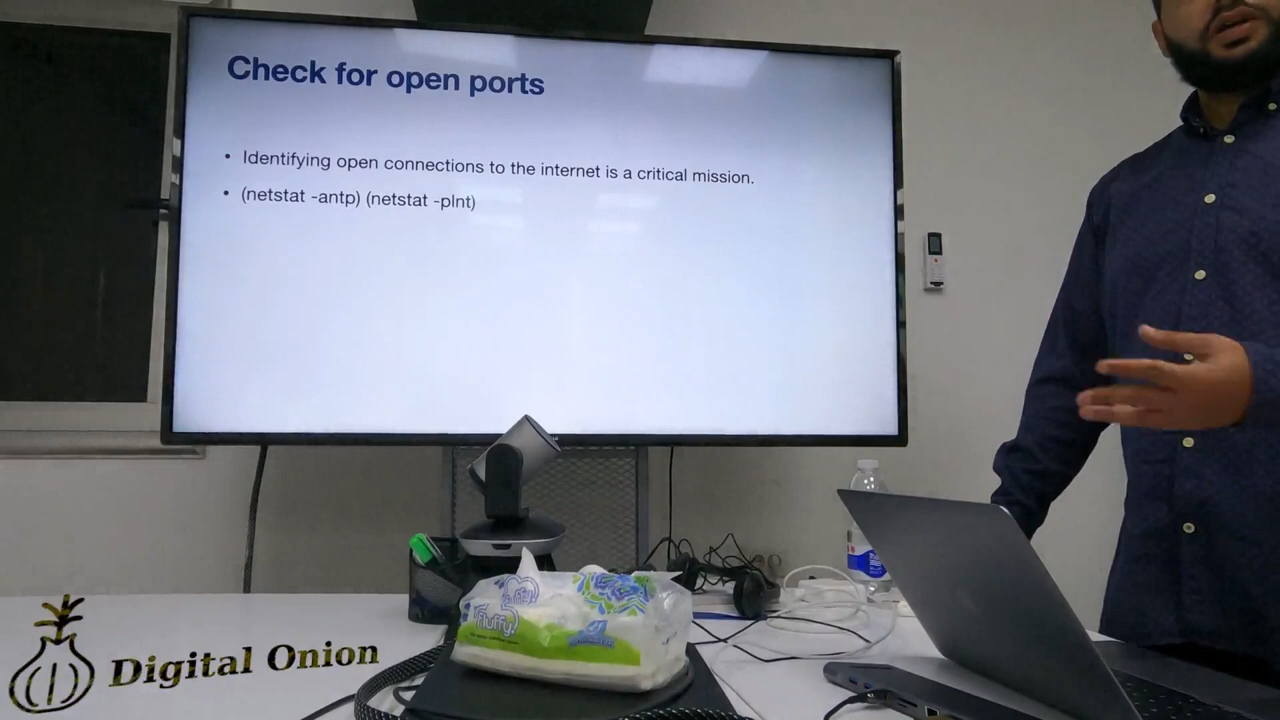 Check for open ports
• Identifying open connections to the internet is a critical mission.
• (netstat -antp) (netstat -plnt)
Fluffy!
Digital Onion